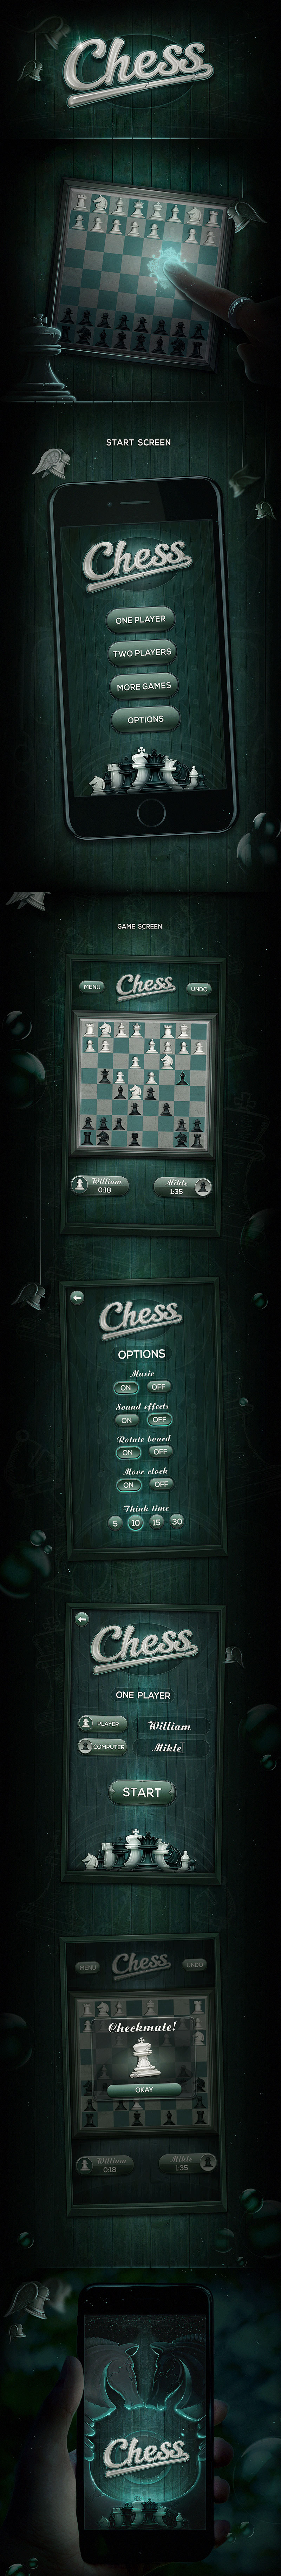 Chess
START SCREEN
Chess
ONE PLAYER
TWO PLAYERS
MORE GAMES
OPTIONS
GAME SCREEN
MENU Chess UNDO
William Mikle
0:18 1:35
Chess
OPTIONS
Music
ON OFF
Sound effects
ON OFF
Rotate board
ON OFF
Move clock
ON OFF
Think time
5 10 15 30
Chess
ONE PLAYER
PLAYER William
COMPUTER Mikle
START
MENU Chess UNDO
Checkmate!
OKAY
William Mikle
0:18 1:35
Chess